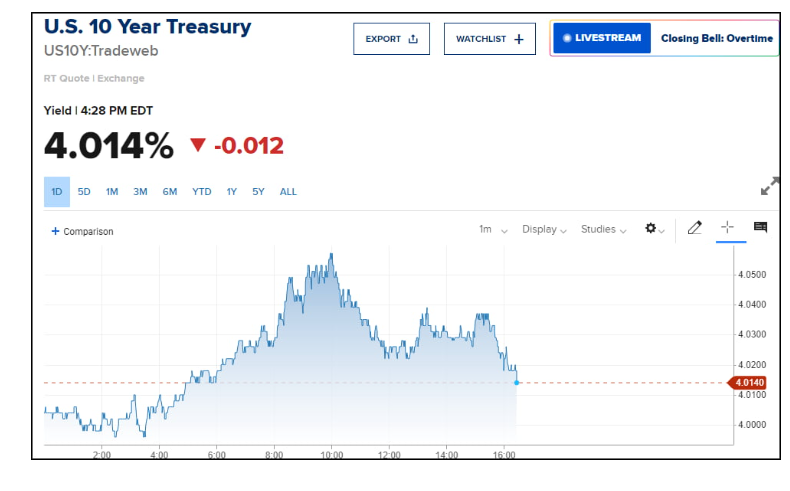 U.S. 10 Year Treasury
US10Y:Tradeweb
EXPORT
WATCHLIST +
LIVESTREAM Closing Bell: Overtime
RT Quote | Exchange
Yield | 4:28 PM EDT
4.014% ▼ -0.012
1D 5D 1M 3M 6M YTD 1Y 5Y ALL
+ Comparison
1m Display Studies
4.0500
4.0400
4.0300
4.0200
4.0140
4.0100
4.0000
2:00 4:00 6:00 8:00 10:00 12:00 14:00 16:00